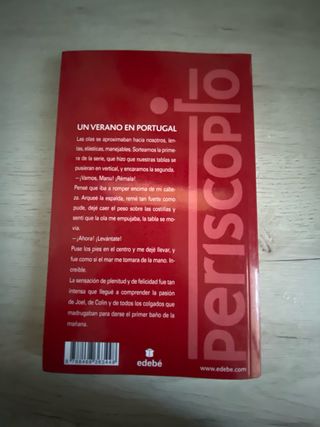 UN VERANO EN PORTUGAL
Las olas se aproximaban hacia nosotros, len-
tas, elásticas, manejables. Sorteamos la prime-
ra de la serie, que hizo que nuestras tablas se
pusieran en vertical, y encaramos la segunda.
—¡Vamos, Manu! ¡Rémala!
Pensé que iba a romper encima de mi cabe-
za. Arqueé la espalda, remé tan fuerte como
pude, dejé caer el peso sobre las costillas y
sentí que la ola me empujaba, la tabla se mo-
vía.
—¡Ahora! ¡Levántate!
Puse los pies en el centro y me dejé llevar, y
fue como si el mar me tomara de la mano. In-
creíble.
La sensación de plenitud y de felicidad fue tan
intensa que llegué a comprender la pasión
de Joel, de Colin y de todos los colgados que
madrugaban para darse el primer baño de la
mañana.
edebé
www.edebe.com
periscopio